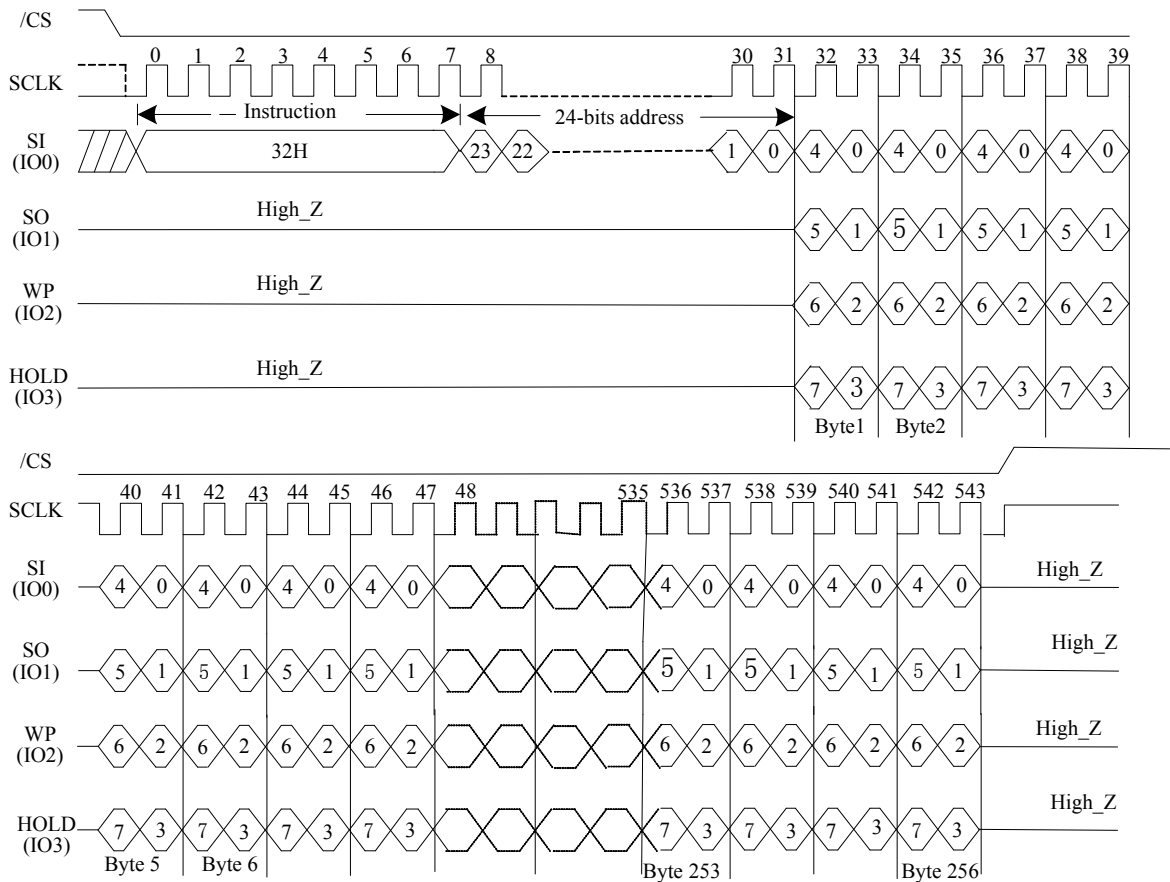 /CS
0 1 2 3 4 5 6 7 8 30 31 32 33 34 35 36 37 38 39
SCLK
Instruction 24-bits address
SI
(IO0)
32H 23 22 1 0 4 0 4 0 4 0 4 0
High_Z
SO
(IO1)
5 1 5 1 5 1 5 1
High_Z
WP
(IO2)
6 2 6 2 6 2 6 2
High_Z
HOLD
(IO3)
7 3 7 3 7 3 7 3
Byte1 Byte2
/CS
40 41 42 43 44 45 46 47 48 535 536 537 538 539 540 541 542 543
SCLK
SI
(IO0)
4 0 4 0 4 0 4 0 4 0 4 0 4 0 4 0
High_Z
SO
(IO1)
5 1 5 1 5 1 5 1 5 1 5 1 5 1 5 1
High_Z
WP
(IO2)
6 2 6 2 6 2 6 2 6 2 6 2 6 2 6 2
High_Z
HOLD
(IO3)
7 3 7 3 7 3 7 3 7 3 7 3 7 3 7 3
High_Z
Byte 5 Byte 6 Byte 253 Byte 256